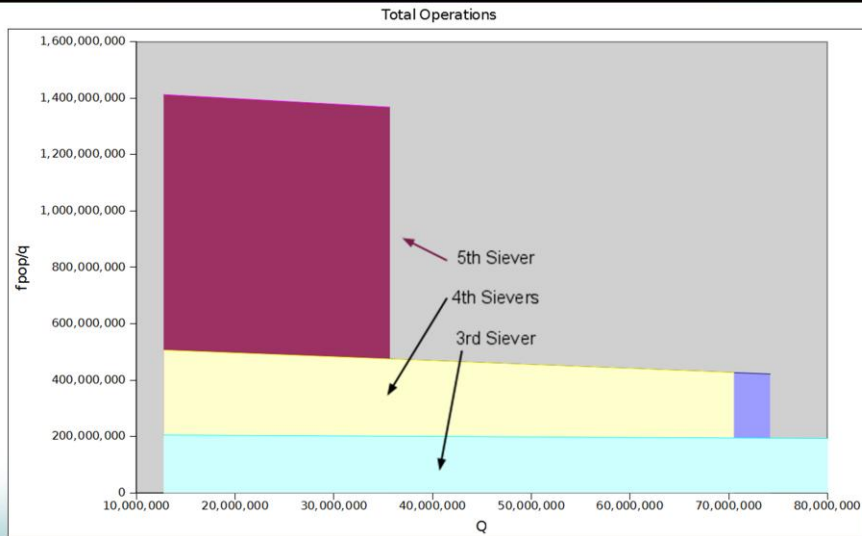 Total Operations
1,600,000,000
1,400,000,000
1,200,000,000
1,000,000,000
800,000,000
600,000,000
400,000,000
200,000,000
0
fpop/q
5th Siever
4th Sievers
3rd Siever
10,000,000 20,000,000 30,000,000 40,000,000 50,000,000 60,000,000 70,000,000 80,000,000
Q